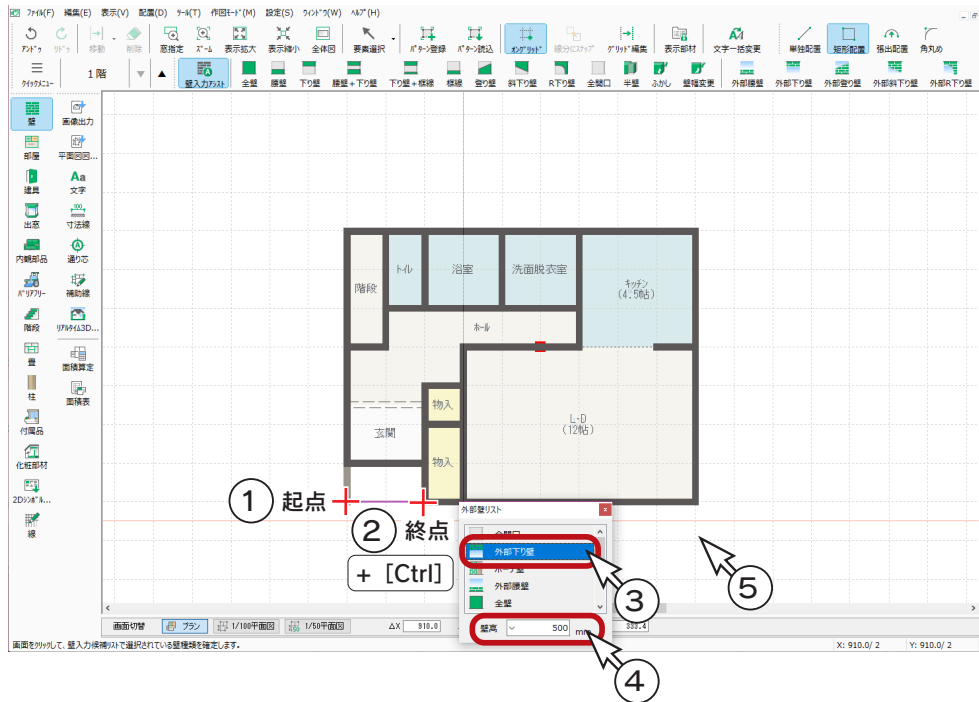 ﾌｧｲﾙ(F) 編集(E) 表示(V) 配置(D) ﾂｰﾙ(T) 作図ﾓｰﾄﾞ(M) 設定(S) ｳｨﾝﾄﾞｳ(W) ﾍﾙﾌﾟ(H)
ｱﾝﾄﾞｩ ﾘﾄﾞｩ 移動 削除 窓指定 ｽﾞｰﾑ 表示拡大 表示縮小 全体図 要素選択 ﾊﾟﾀｰﾝ登録 ﾊﾟﾀｰﾝ読込 ｵﾝｸﾞﾘｯﾄﾞ 線分にｽﾅｯﾌﾟ ｸﾞﾘｯﾄﾞ編集 表示部材 文字一括変更 単独配置 矩形配置 張出配置 角丸め
ｸｲｯｸﾒﾆｭｰ 1 階 壁入力ｱｼｽﾄ 全壁 腰壁 下り壁 腰壁+下り壁 下り壁+框線 框線 登り壁 斜下り壁 R下り壁 全開口 半壁 ふかし 壁幅変更 外部腰壁 外部下り壁 外部登り壁 外部斜下り壁 外部R下り壁
壁 画像出力
部屋 平面図図...
建具 Aa 文字
出窓 100 寸法線
内観部品 通り芯
ﾊﾞﾘｱﾌﾘｰ 補助線
階段 ﾘｱﾙﾀｲﾑ3D...
畳 面積算定
柱 面積表
付属品
化粧部材
2Dｼﾝﾎﾞﾙ...
線
階段 ﾄｲﾚ 浴室 洗面脱衣室 ｷｯﾁﾝ
(4.5帖)
ﾎｰﾙ
物入
玄関 L･D
(12帖)
物入
1 起点
2 終点
+ [Ctrl]
外部壁リスト
全開口
外部下り壁
ポーチ壁
外部腰壁
全壁
3
5
壁高 500 mm
4
画面切替 プラン 1/100平面図 1/50平面図 ΔX 910.0 333.4
画面をｸﾘｯｸして、壁入力候補ﾘｽﾄで選択されている壁種類を確定します。 X: 910.0/ 2 Y: 910.0/ 2